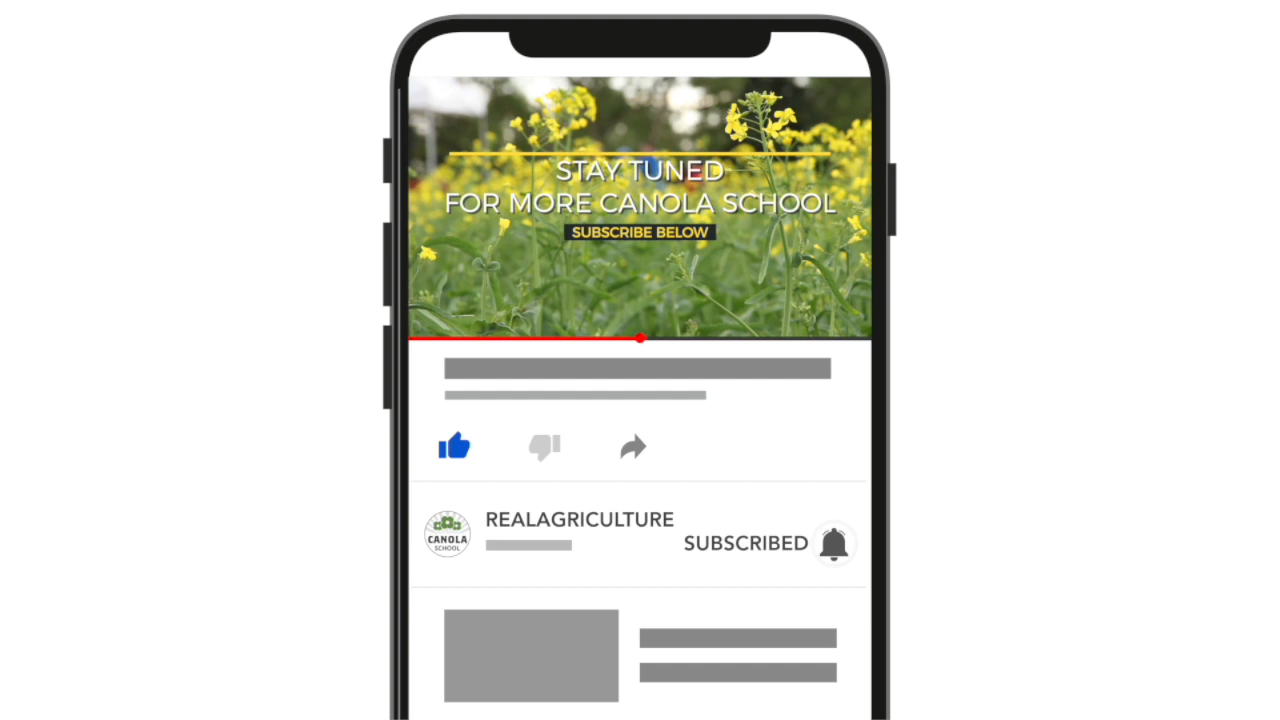 STAY TUNED
FOR MORE CANOLA SCHOOL
SUBSCRIBE BELOW
REALAGRICULTURE
CANOLA
SCHOOL
SUBSCRIBED